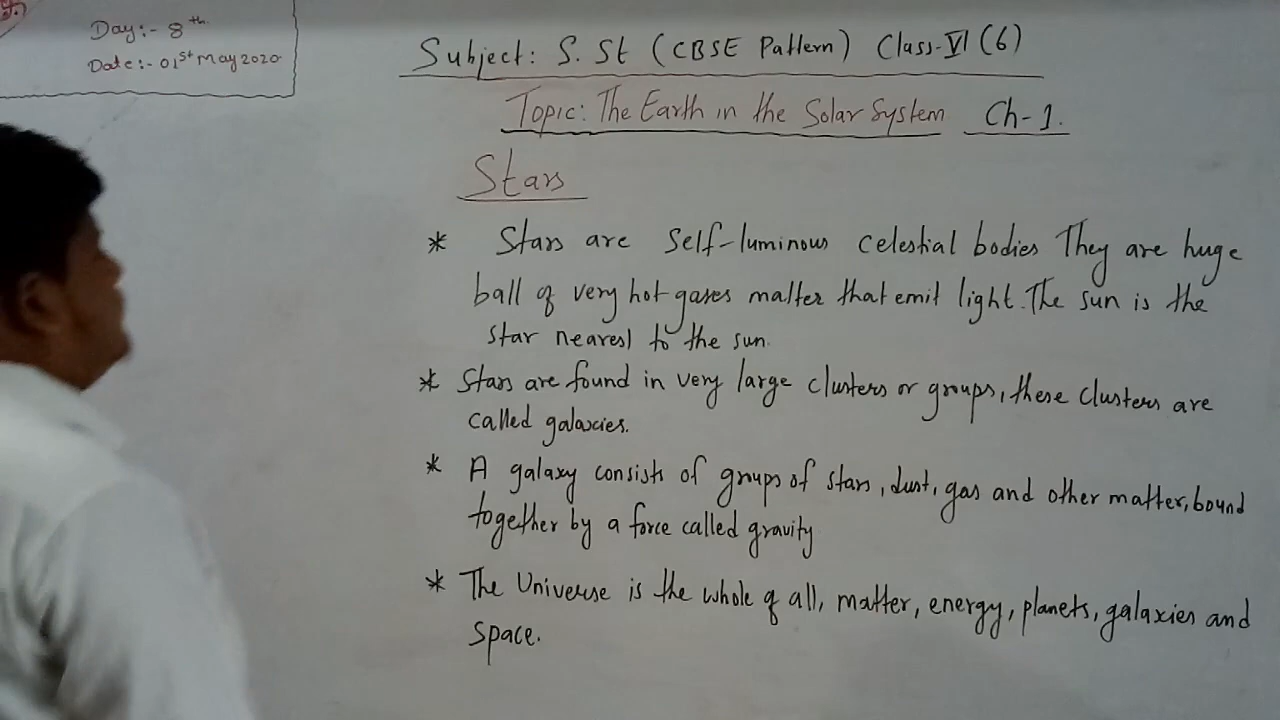 Day:- 8th
Date:- 01st May 2020
Subject: S. St (CBSE Pattern) Class-VI (6)
Topic: The Earth in the Solar System Ch-1.
Stars
* Stars are self-luminous celestial bodies They are huge
ball of very hot gases matter that emit light. The sun is the
star nearest to the sun.
* Stars are found in very large clusters or groups, these clusters are
called galaxies.
* A galaxy consists of groups of stars, dust, gas and other matter, bound
together by a force called gravity
* The Universe is the whole of all, matter, energy, planets, galaxies and
space.